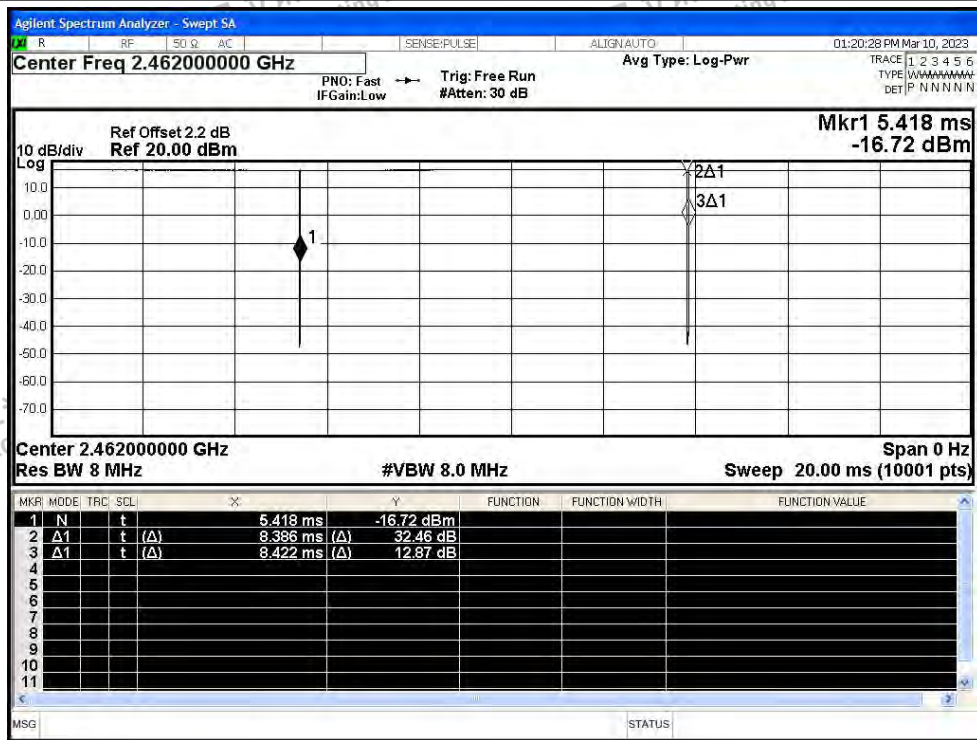 Agilent Spectrum Analyzer - Swept SA
R RF 50 Ω AC SENSE:PULSE ALIGN AUTO 01:20:28 PM Mar 10, 2023
Center Freq 2.462000000 GHz Avg Type: Log-Pwr TRACE 1 2 3 4 5 6
PNO: Fast Trig: Free Run TYPE WWWWWW
IFGain:Low #Atten: 30 dB DET P N N N N N
Mkr1 5.418 ms
Ref Offset 2.2 dB
10 dB/div Ref 20.00 dBm -16.72 dBm
Log
2Δ1
10.0
3Δ1
0.00
1
-10.0
-20.0
-30.0
-40.0
-50.0
-60.0
-70.0
Center 2.462000000 GHz Span 0 Hz
Res BW 8 MHz #VBW 8.0 MHz Sweep 20.00 ms (10001 pts)
MKR MODE TRC SCL X Y FUNCTION FUNCTION WIDTH FUNCTION VALUE
1 N t 5.418 ms -16.72 dBm
2 Δ1 t (Δ) 8.386 ms (Δ) 32.46 dB
3 Δ1 t (Δ) 8.422 ms (Δ) 12.87 dB
4
5
6
7
8
9
10
11
MSG STATUS